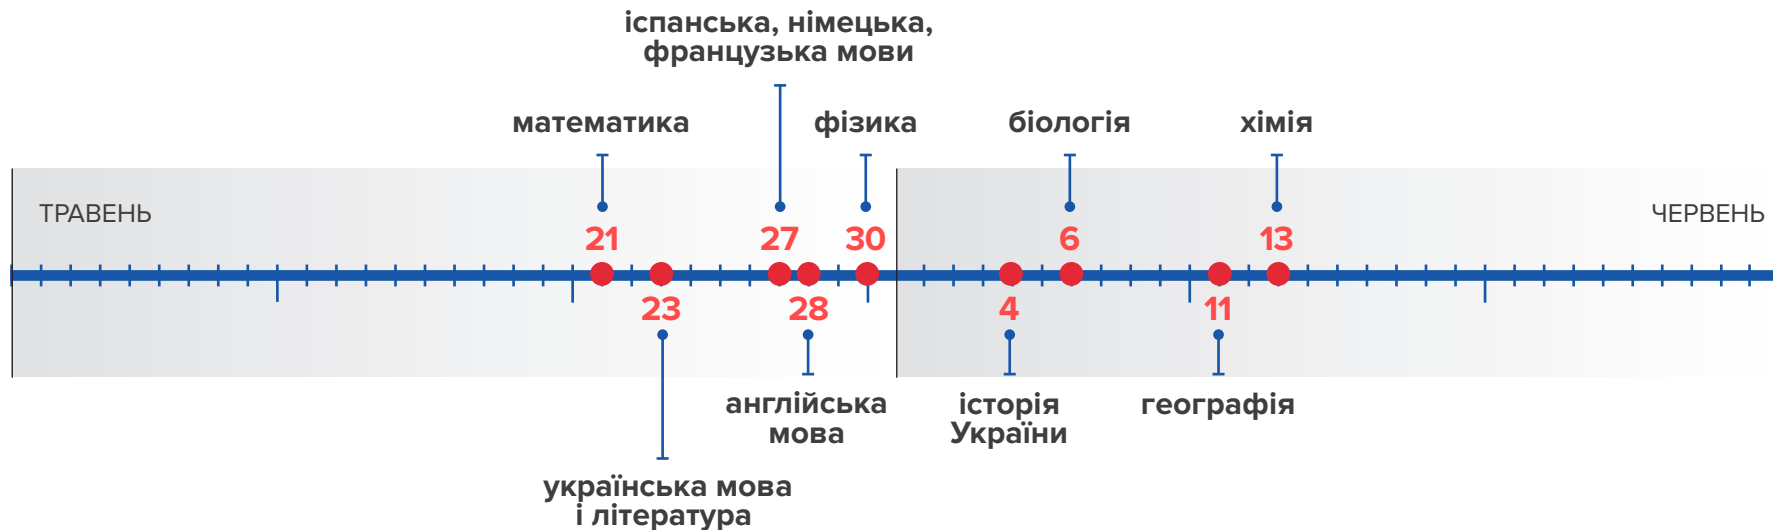 іспанська, німецька,
французька мови
математика
фізика
біологія
хімія
ТРАВЕНЬ
ЧЕРВЕНЬ
21
27
30
6
13
23
28
4
11
англійська
мова
історія
України
географія
українська мова
і література